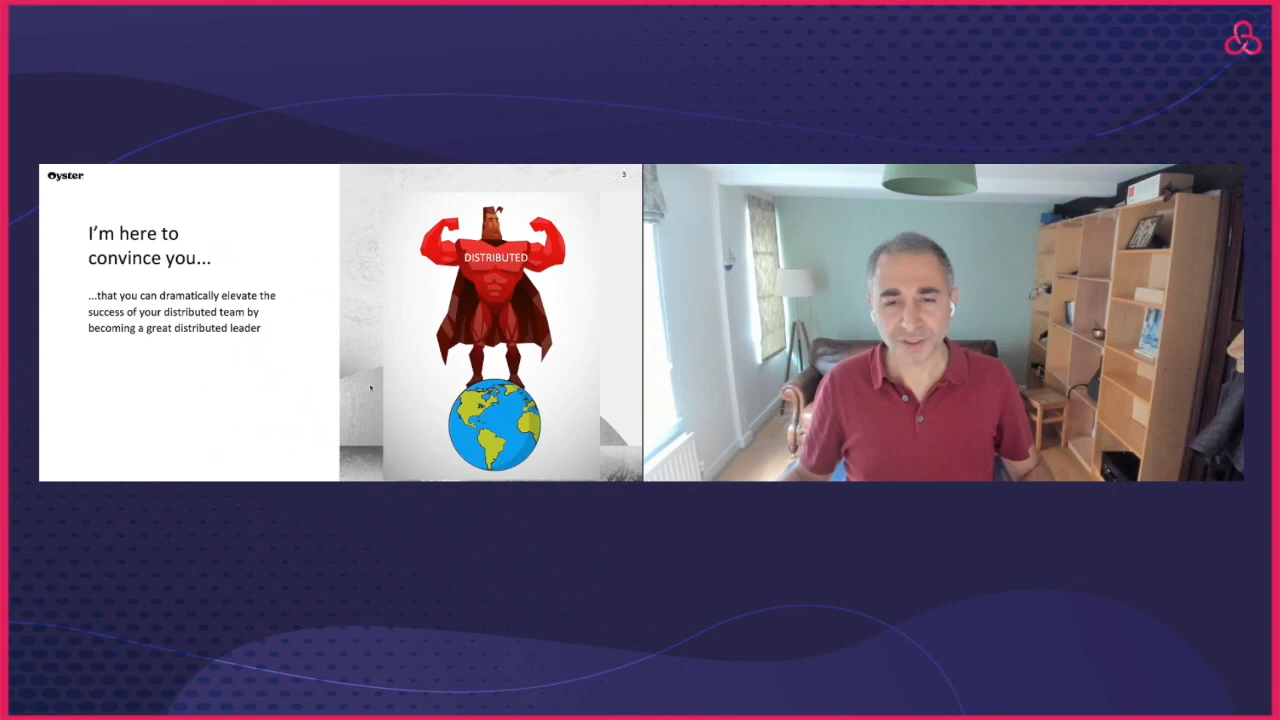 Oyster
3
I'm here to
convince you...
...that you can dramatically elevate the
success of your distributed team by
becoming a great distributed leader
DISTRIBUTED